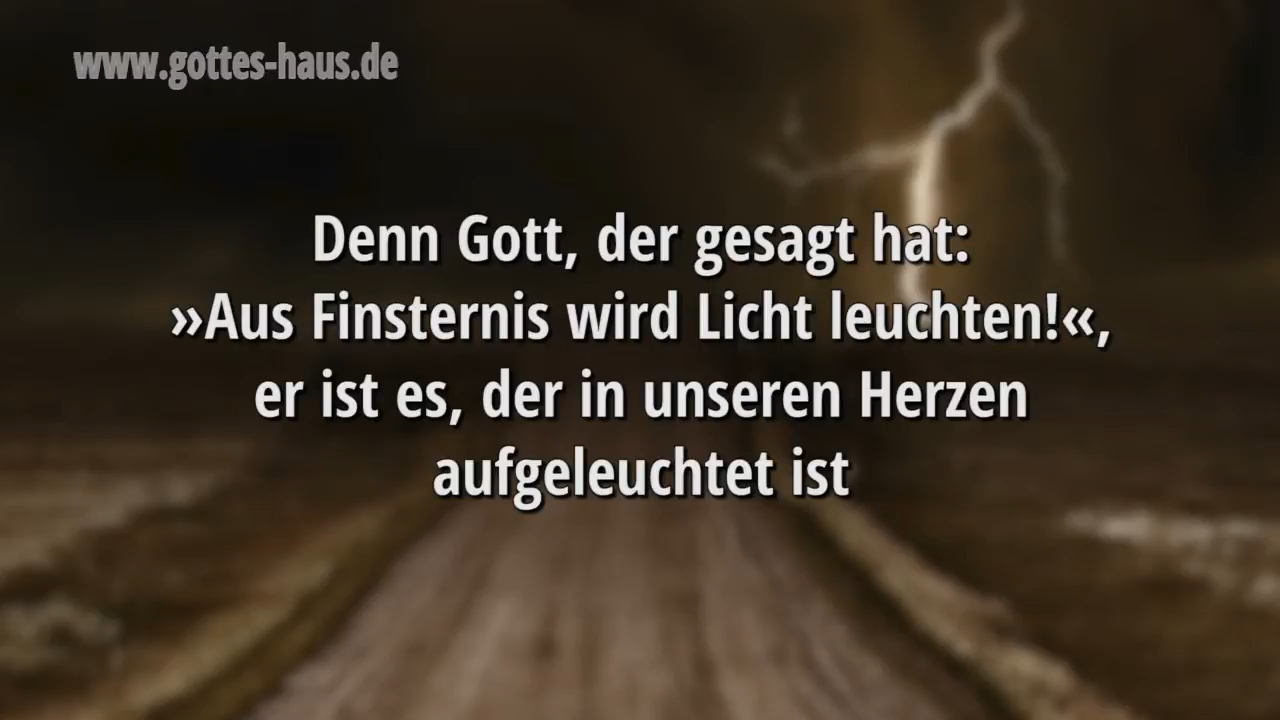 www.gottes-haus.de
Denn Gott, der gesagt hat:
»Aus Finsternis wird Licht leuchten!«,
er ist es, der in unseren Herzen
aufgeleuchtet ist